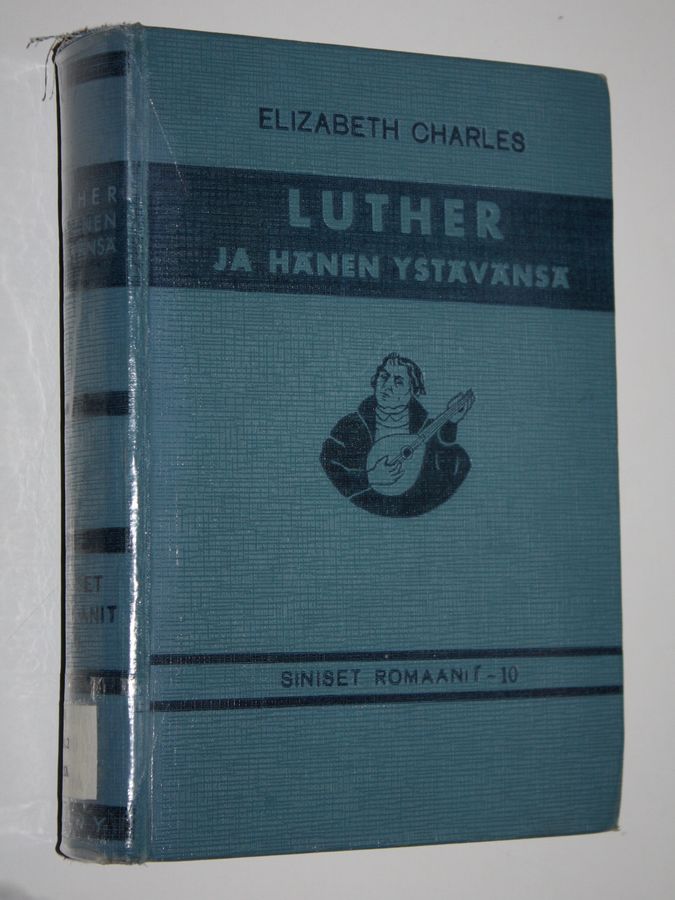 ELIZABETH CHARLES
LUTHER
JA HÄNEN YSTÄVÄNSÄ
SINISET ROMAANIT - 10